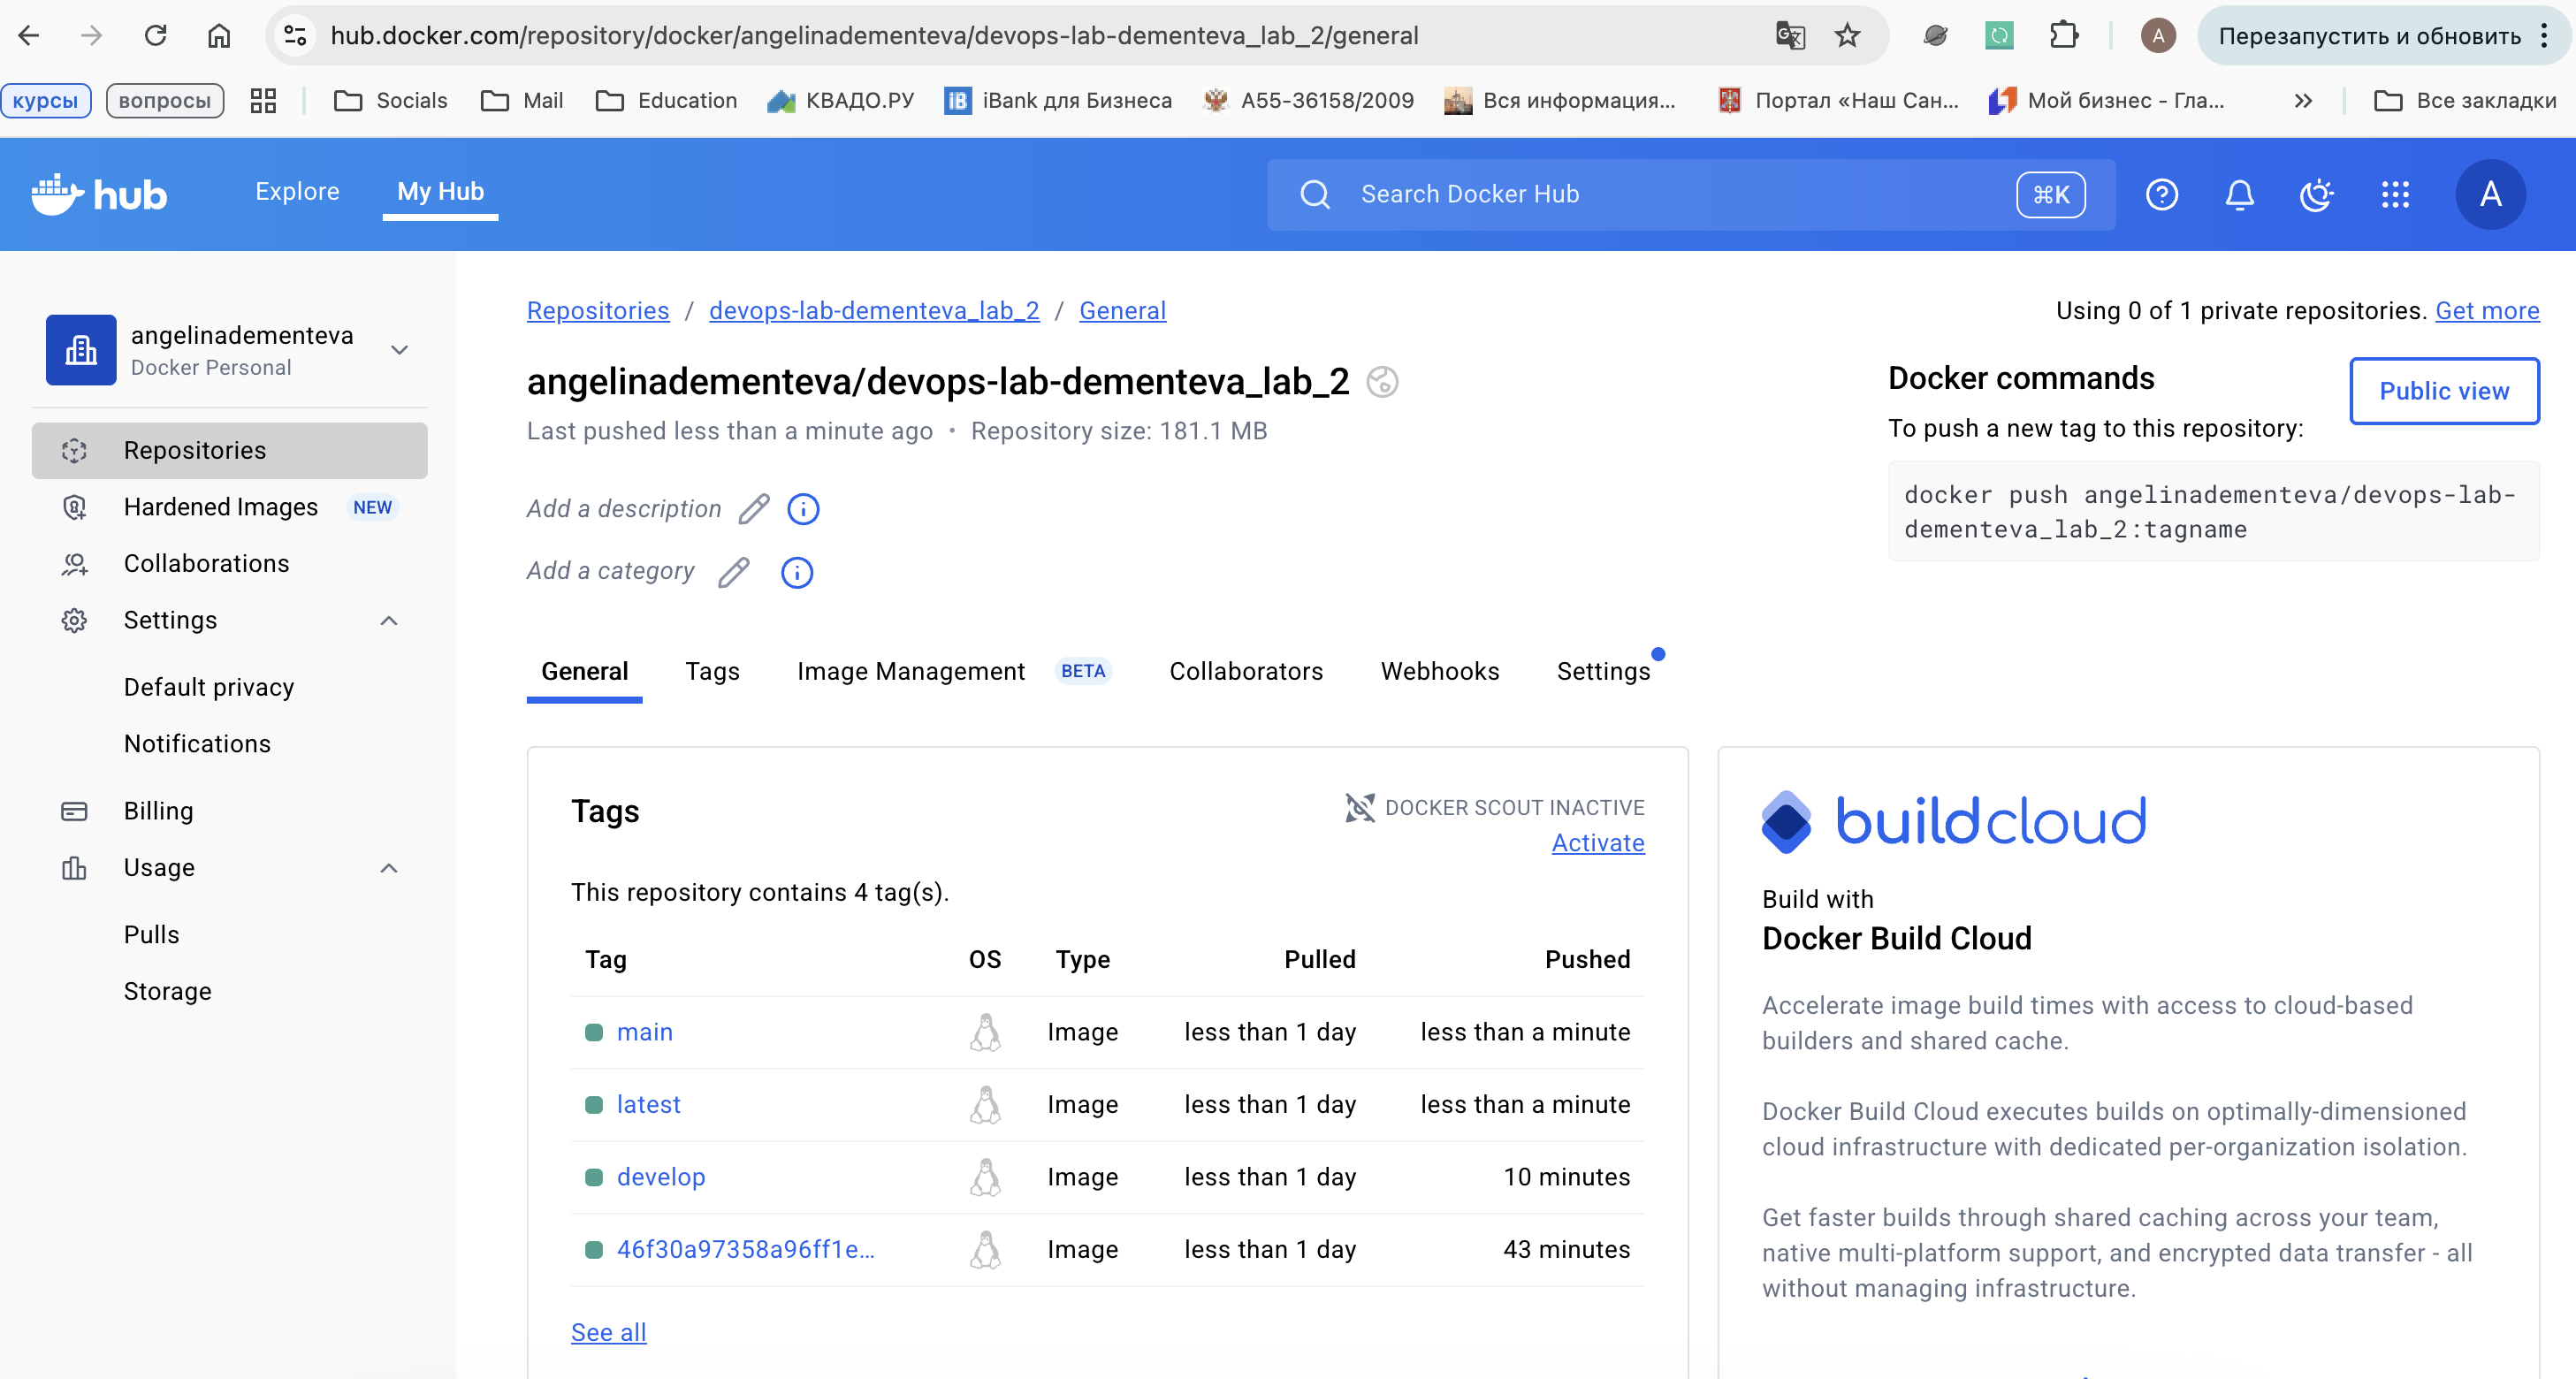 hub.docker.com/repository/docker/angelinadementeva/devops-lab-dementeva_lab_2/general
A
Перезапустить и обновить
курсы
вопросы
Socials
Mail
Education
КВАДО.РУ
iBank для Бизнеса
А55-36158/2009
Вся информация...
Портал «Наш Сан...
Мой бизнес - Гла...
Все закладки
hub
Explore
My Hub
Search Docker Hub
⌘K
A
angelinadementeva
Docker Personal
Repositories
Hardened Images NEW
Collaborations
Settings
Default privacy
Notifications
Billing
Usage
Pulls
Storage
Repositories / devops-lab-dementeva_lab_2 / General
Using 0 of 1 private repositories. Get more
angelinadementeva/devops-lab-dementeva_lab_2
Last pushed less than a minute ago • Repository size: 181.1 MB
Add a description
Add a category
Docker commands
Public view
To push a new tag to this repository:
docker push angelinadementeva/devops-lab-
dementeva_lab_2:tagname
General
Tags
Image Management BETA
Collaborators
Webhooks
Settings
Tags
DOCKER SCOUT INACTIVE
Activate
This repository contains 4 tag(s).
Tag OS Type Pulled Pushed
main Image less than 1 day less than a minute
latest Image less than 1 day less than a minute
develop Image less than 1 day 10 minutes
46f30a97358a96ff1e... Image less than 1 day 43 minutes
See all
buildcloud
Build with
Docker Build Cloud
Accelerate image build times with access to cloud-based
builders and shared cache.
Docker Build Cloud executes builds on optimally-dimensioned
cloud infrastructure with dedicated per-organization isolation.
Get faster builds through shared caching across your team,
native multi-platform support, and encrypted data transfer - all
without managing infrastructure.